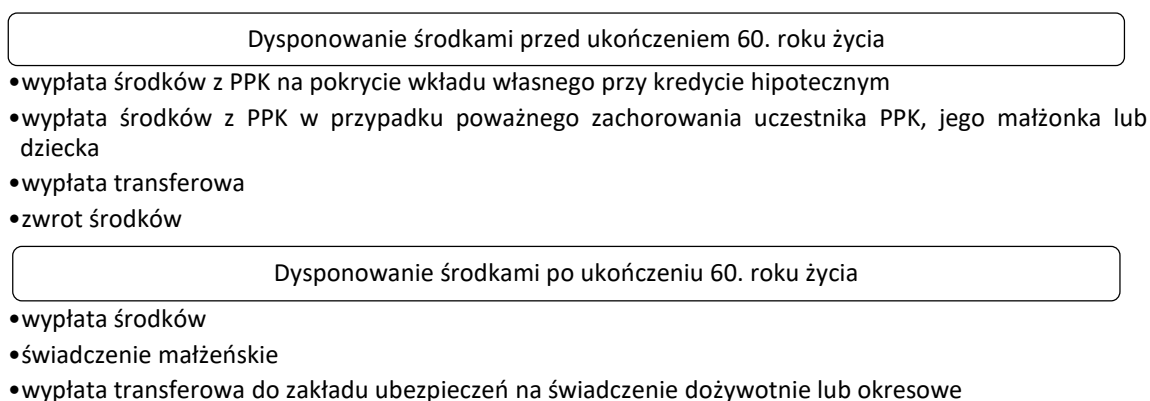 Dysponowanie środkami przed ukończeniem 60. roku życia
•wypłata środków z PPK na pokrycie wkładu własnego przy kredycie hipotecznym
•wypłata środków z PPK w przypadku poważnego zachorowania uczestnika PPK, jego małżonka lub
dziecka
•wypłata transferowa
•zwrot środków
Dysponowanie środkami po ukończeniu 60. roku życia
•wypłata środków
•świadczenie małżeńskie
•wypłata transferowa do zakładu ubezpieczeń na świadczenie dożywotnie lub okresowe